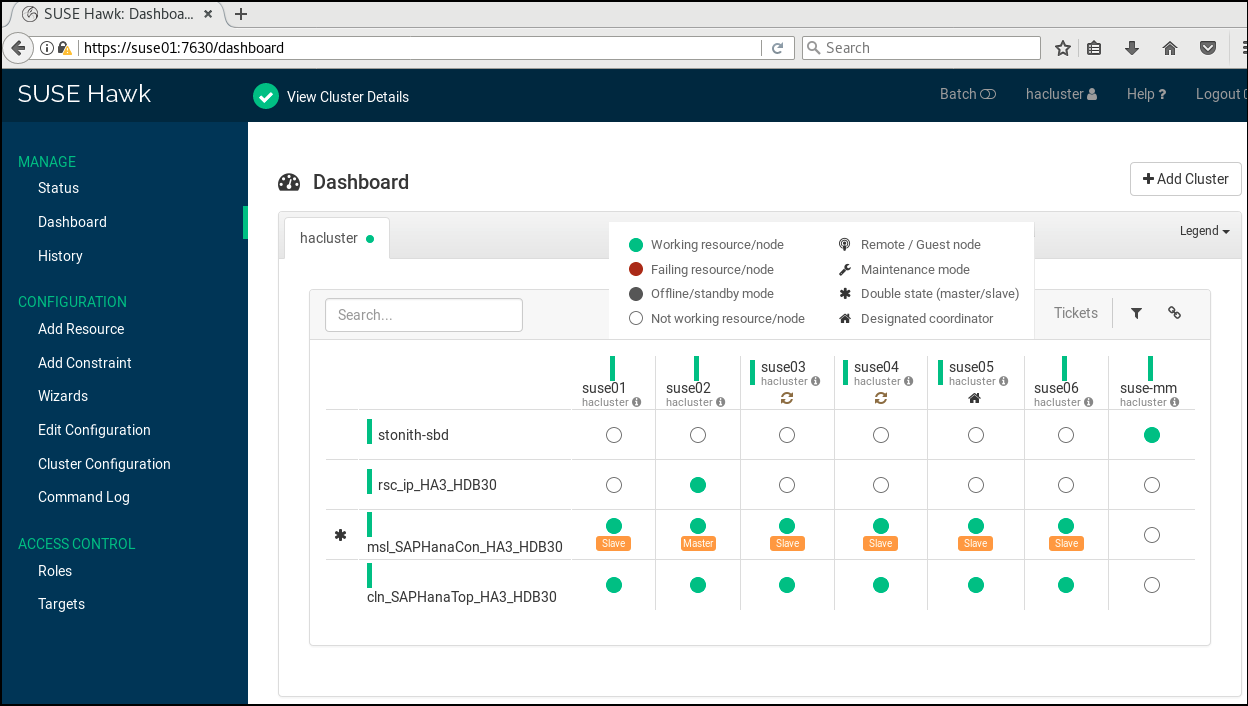 SUSE Hawk: Dashboa...
https://suse01:7630/dashboard
Search
SUSE Hawk
View Cluster Details
Batch
hacluster
Help ?
Logout
MANAGE
Status
Dashboard
History
CONFIGURATION
Add Resource
Add Constraint
Wizards
Edit Configuration
Cluster Configuration
Command Log
ACCESS CONTROL
Roles
Targets
Dashboard
Add Cluster
hacluster
Legend
Working resource/node
Failing resource/node
Offline/standby mode
Not working resource/node
Remote / Guest node
Maintenance mode
Double state (master/slave)
Designated coordinator
Search...
Tickets
suse01 suse02 suse03 suse04 suse05 suse06 suse-mm
hacluster hacluster hacluster hacluster hacluster hacluster hacluster
stonith-sbd
rsc_ip_HA3_HDB30
msl_SAPHanaCon_HA3_HDB30 Slave Master Slave Slave Slave Slave
cln_SAPHanaTop_HA3_HDB30